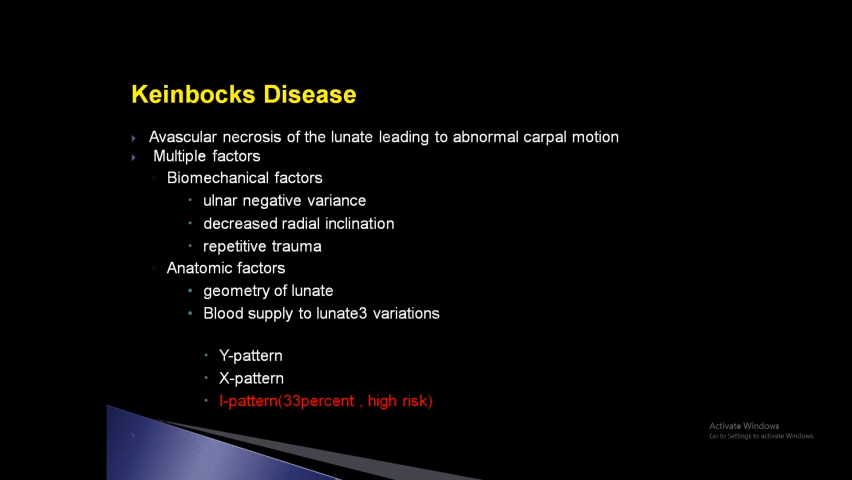 Keinbocks Disease
Avascular necrosis of the lunate leading to abnormal carpal motion
Multiple factors
Biomechanical factors
ulnar negative variance
decreased radial inclination
repetitive trauma
Anatomic factors
geometry of lunate
Blood supply to lunate3 variations
Y-pattern
X-pattern
I-pattern(33percent , high risk)
Activate Windows
Go to Settings to activate Windows.